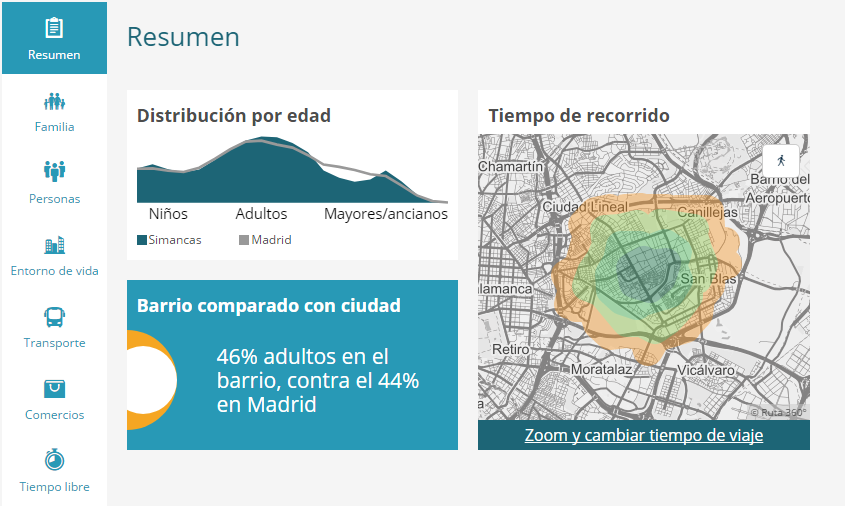 Resumen
Familia
Personas
Entorno de vida
Transporte
Comercios
Tiempo libre
Resumen
Distribución por edad
Niños
Adultos
Mayores/ancianos
Simancas
Madrid
Barrio comparado con ciudad
46% adultos en el
barrio, contra el 44%
en Madrid
Tiempo de recorrido
Chamartín
Barrio del
Aeropuerto
Ciudad Lineal
Canillejas
alamanca
San Blas
Retiro
Moratalaz
Vicálvaro
a
© Ruta 360°
Zoom y cambiar tiempo de viaje